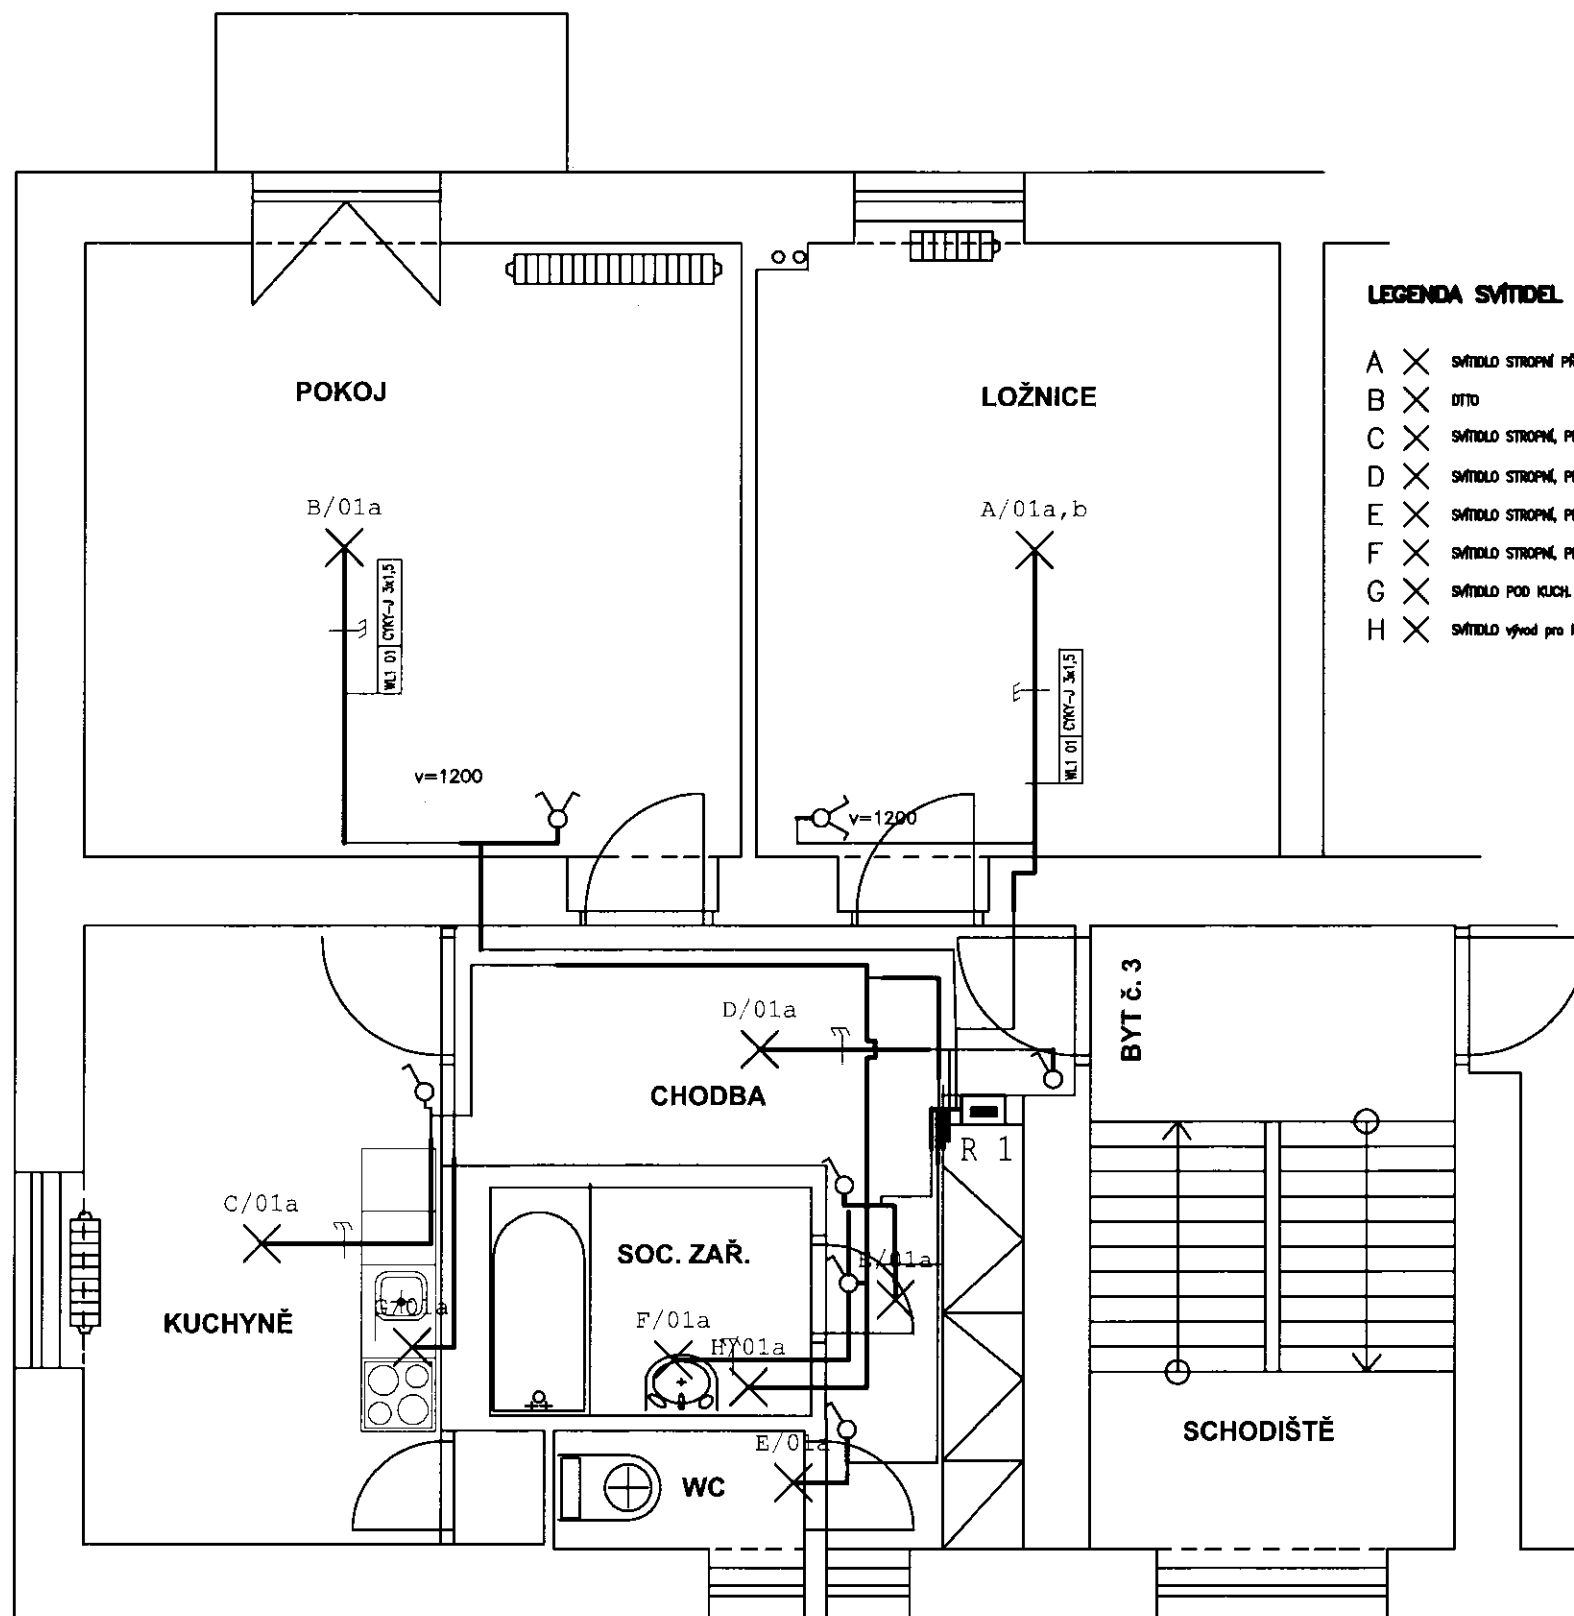 LEGENDA SVÍTIDEL
A SVÍTIDLO STROPNÍ
B DTTO
C SVÍTIDLO STROPNÍ,
D SVÍTIDLO STROPNÍ,
E SVÍTIDLO STROPNÍ,
F SVÍTIDLO STROPNÍ,
G SVÍTIDLO POD KUCH.
H SVÍTIDLO vývod pro
POKOJ
LOŽNICE
B/01a
A/01a,b
WL1 01 CYKY-J 3x1,5
WL1 01 CYKY-J 3x1,5
v=1200
v=1200
BYT č. 3
D/01a
CHODBA
R 1
C/01a
SOC. ZAŘ.
/01a
G/01a
KUCHYNĚ
F/01a
H/01a
SCHODIŠTĚ
E/01a
WC